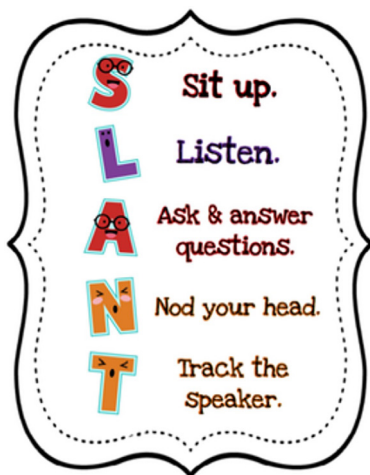 S Sit up.
L Listen.
A Ask & answer
questions.
N Nod your head.
T Track the
speaker.